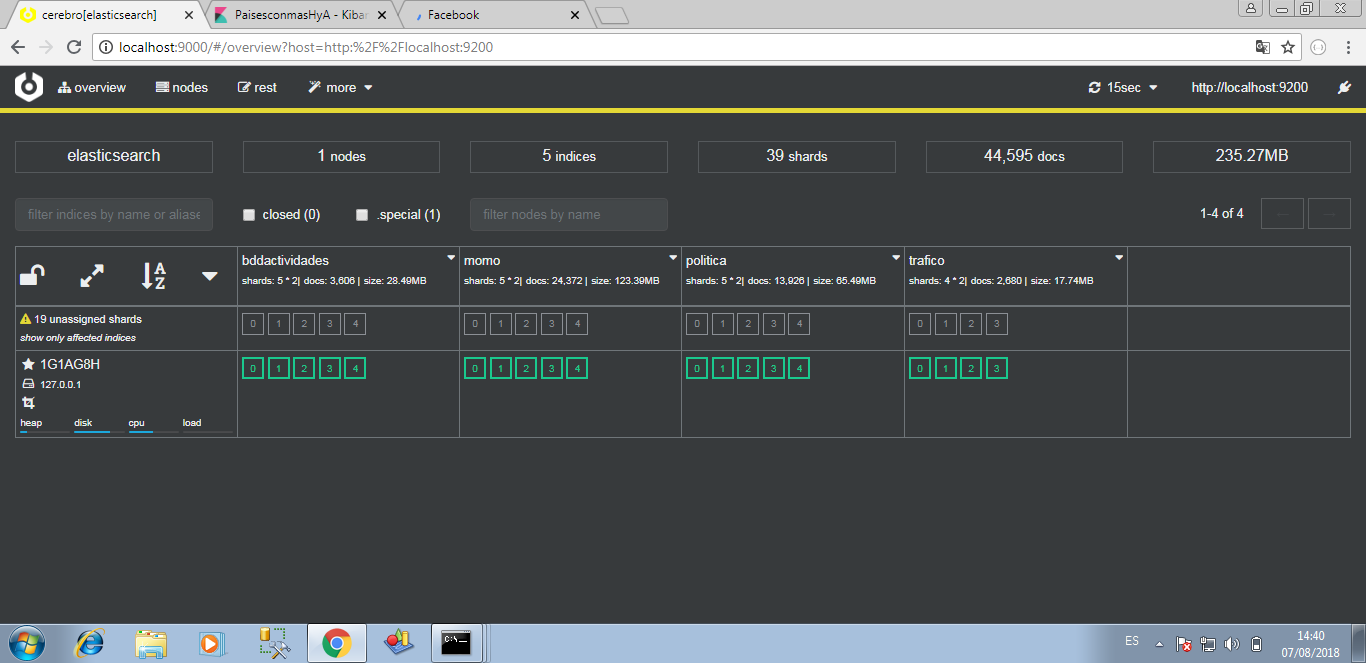 cerebro[elasticsearch]
PaisesconmasHyA - Kiba
Facebook
localhost:9000/#/overview?host=http:%2F%2Flocalhost:9200
overview
nodes
rest
more
15sec
http://localhost:9200
elasticsearch
1 nodes
5 indices
39 shards
44,595 docs
235.27MB
filter indices by name or aliase
closed (0)
.special (1)
filter nodes by name
1-4 of 4
bddactividades
shards: 5 * 2| docs: 3,606 | size: 28.49MB
momo
shards: 5 * 2| docs: 24,372 | size: 123.39MB
politica
shards: 5 * 2| docs: 13,926 | size: 65.49MB
trafico
shards: 4 * 2| docs: 2,680 | size: 17.74MB
19 unassigned shards
show only affected indices
0 1 2 3 4
0 1 2 3 4
0 1 2 3 4
0 1 2 3
1G1AG8H
127.0.0.1
heap disk cpu load
0 1 2 3 4
0 1 2 3 4
0 1 2 3 4
0 1 2 3
C:\_
ES
14:40
07/08/2018